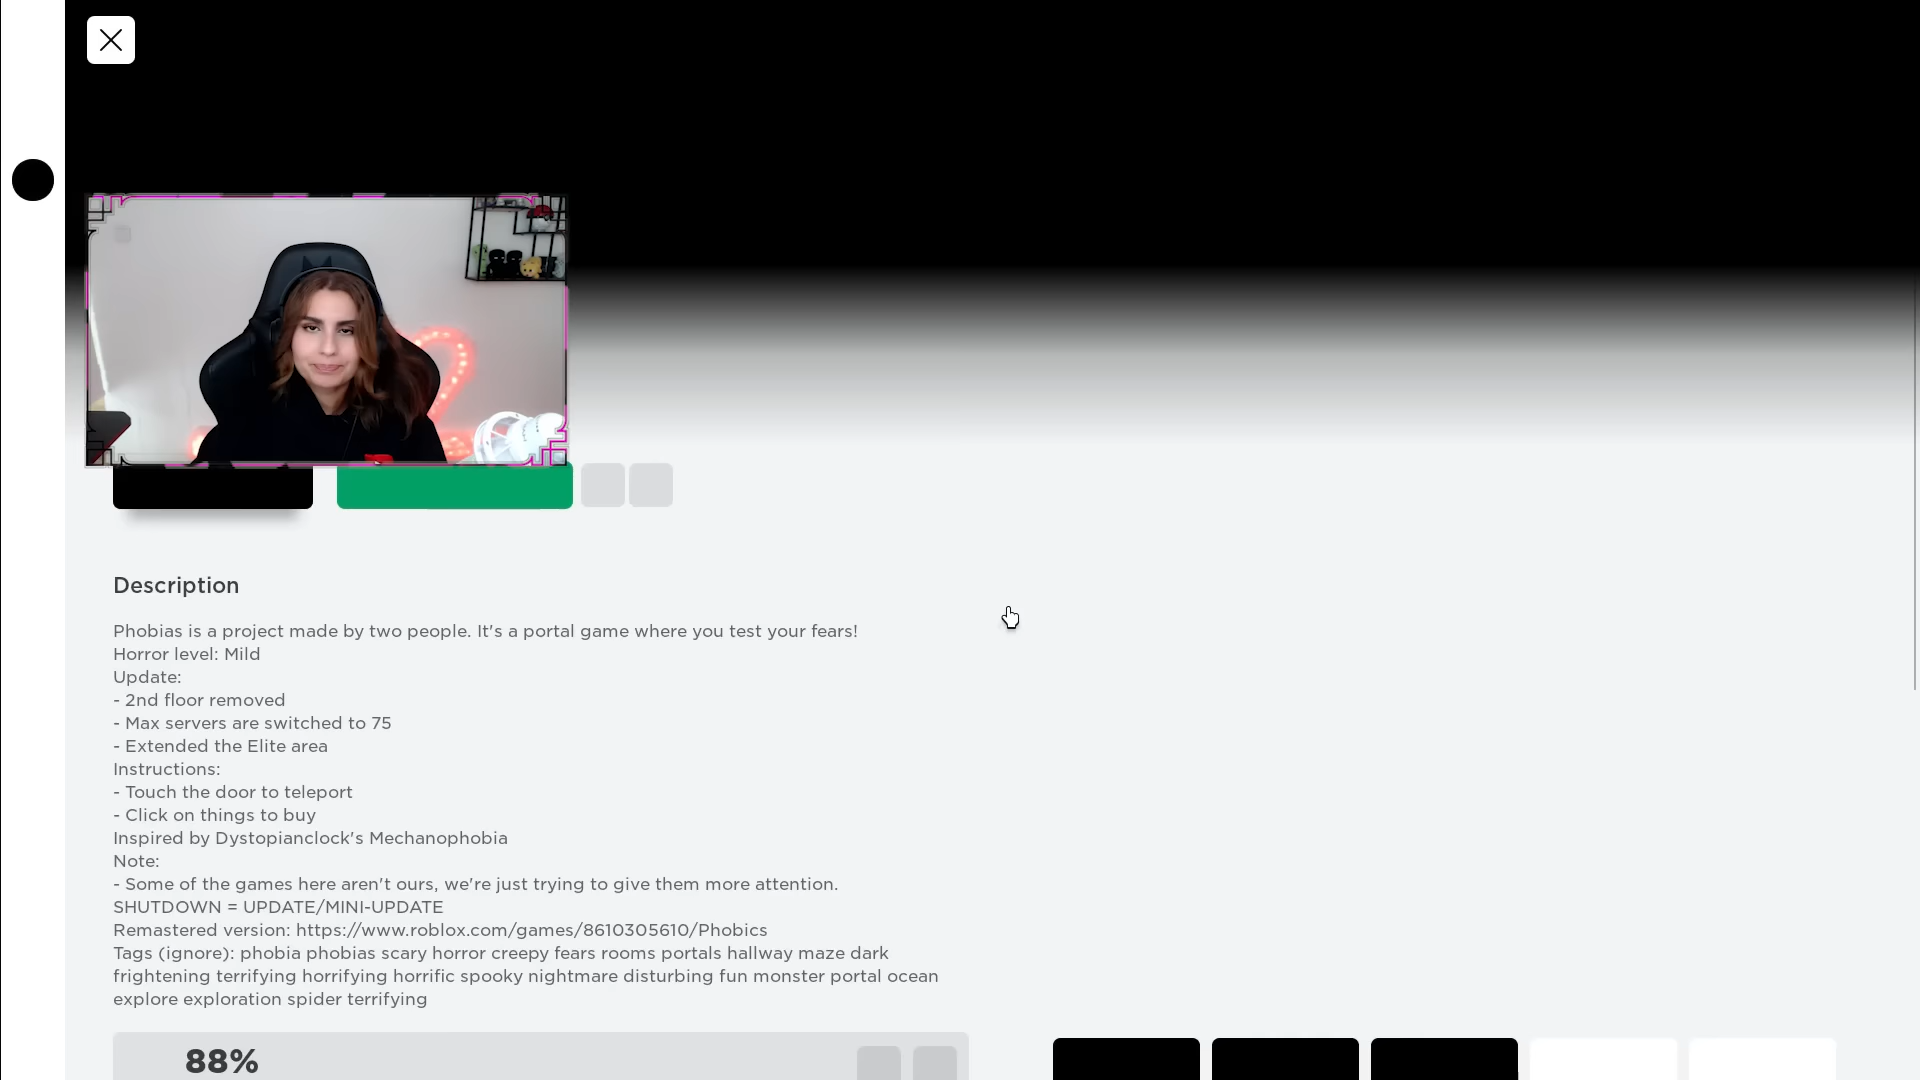 Description
Phobias is a project made by two people. It's a portal game where you test your fears!
Horror level: Mild
Update:
- 2nd floor removed
- Max servers are switched to 75
- Extended the Elite area
Instructions:
- Touch the door to teleport
- Click on things to buy
Inspired by Dystopianclock's Mechanophobia
Note:
- Some of the games here aren't ours, we're just trying to give them more attention.
SHUTDOWN = UPDATE/MINI-UPDATE
Remastered version: https://www.roblox.com/games/8610305610/Phobics
Tags (ignore): phobia phobias scary horror creepy fears rooms portals hallway maze dark
frightening terrifying horrifying horrific spooky nightmare disturbing fun monster portal ocean
explore exploration spider terrifying
88%